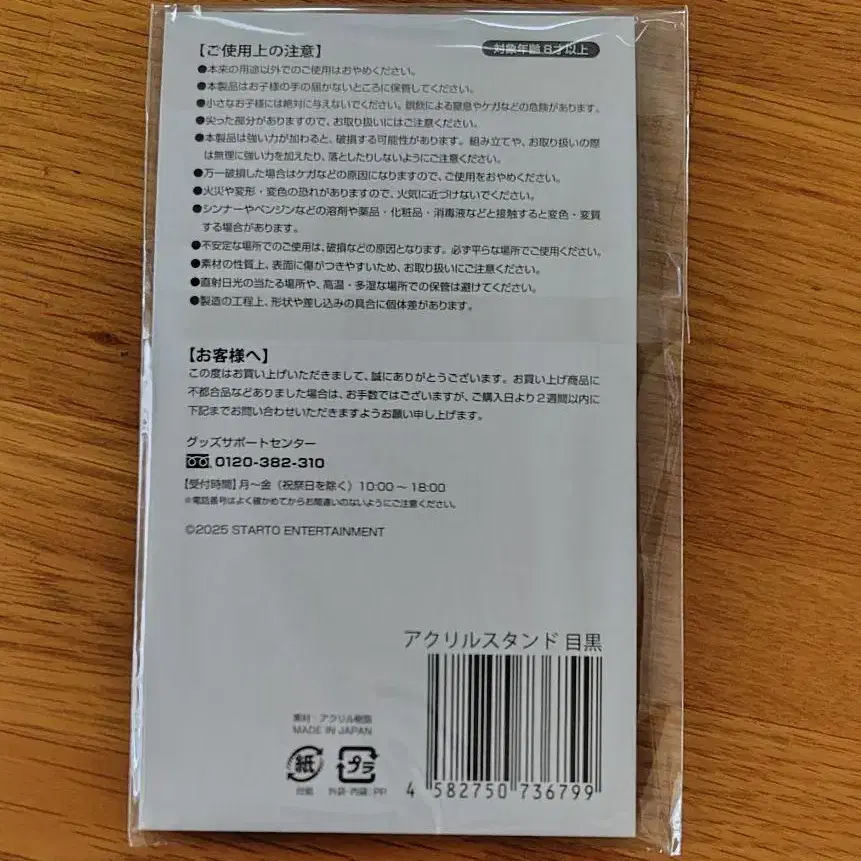 【ご使用上の注意】
対象年齢 8才以上
●本来の用途以外でのご使用はおやめください。
●本製品はお子様の手の届かないところに保管してください。
●小さなお子様には絶対に与えないでください。誤飲による窒息やケガなどの危険があります。
●尖った部分がありますので、お取り扱いにはご注意ください。
●本製品は強い力が加わると、破損する可能性があります。組み立てや、お取り扱いの際
は無理に強い力を加えたり、落としたりしないようにご注意ください。
●万一破損した場合はケガなどの原因になりますので、ご使用をおやめください。
●火災や変形・変色の恐れがありますので、火気に近づけないでください。
●シンナーやベンジンなどの溶剤や薬品・化粧品・消毒液などと接触すると変色・変質
する場合があります。
●不安定な場所でのご使用は、破損などの原因となります。必ず平らな場所でご使用ください。
●素材の性質上、表面に傷がつきやすいため、お取り扱いにご注意ください。
●直射日光の当たる場所や、高温・多湿な場所での保管は避けてください。
●製造の工程上、形状や差し込みの具合に個体差があります。
【お客様へ】
この度はお買い上げいただきまして、誠にありがとうございます。お買い上げ商品に
不都合品などありました場合は、お手数ではございますが、ご購入日より2週間以内に
下記までお問い合わせいただきますようお願い申し上げます。
グッズサポートセンター
0120-382-310
【受付時間】月～金（祝祭日を除く）10:00～18:00
※電話番号はよく確かめてからお間違いのないようにご注意ください。
©2025 STARTO ENTERTAINMENT
アクリルスタンド 目黒
素材：アクリル樹脂
MADE IN JAPAN
紙 プラ
台紙 外袋・内袋:PP
4 582750 736799